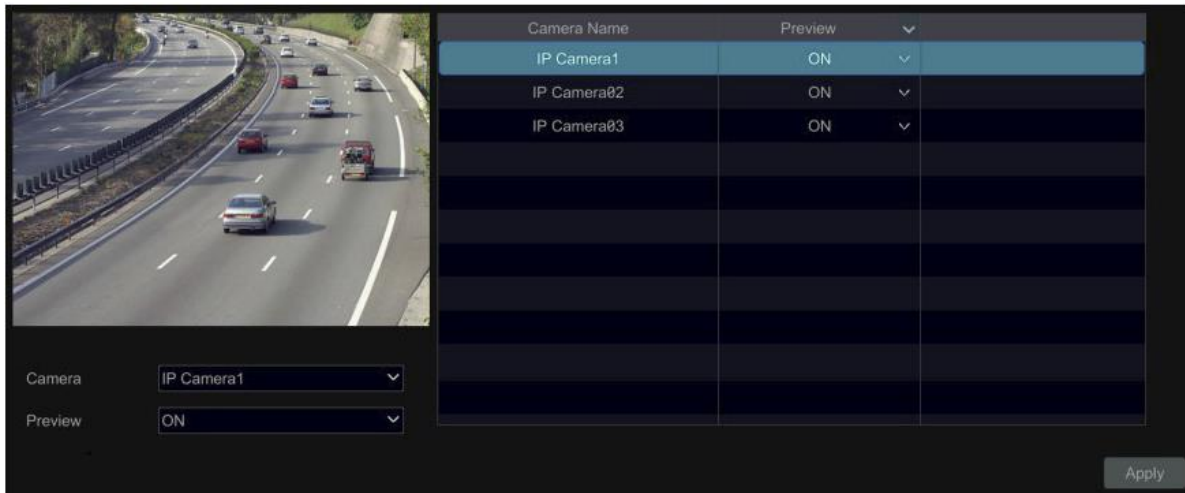 Camera Name Preview
IP Camera1 ON
IP Camera02 ON
IP Camera03 ON
Camera IP Camera1
Preview ON
Apply